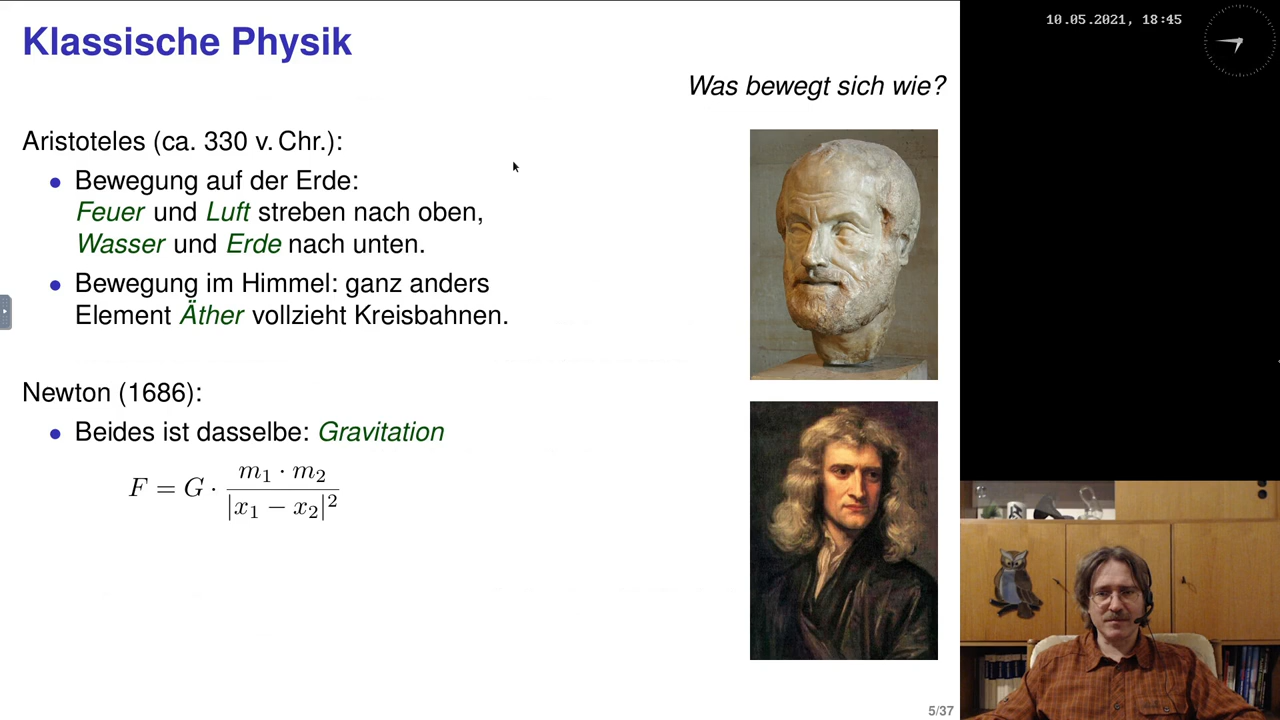 Klassische Physik
10.05.2021, 18:45
Was bewegt sich wie?
Aristoteles (ca. 330 v. Chr.):
• Bewegung auf der Erde:
Feuer und Luft streben nach oben,
Wasser und Erde nach unten.
• Bewegung im Himmel: ganz anders
Element Äther vollzieht Kreisbahnen.
Newton (1686):
• Beides ist dasselbe: Gravitation
F = G · m₁ · m₂ / |x₁ − x₂|²
5/37